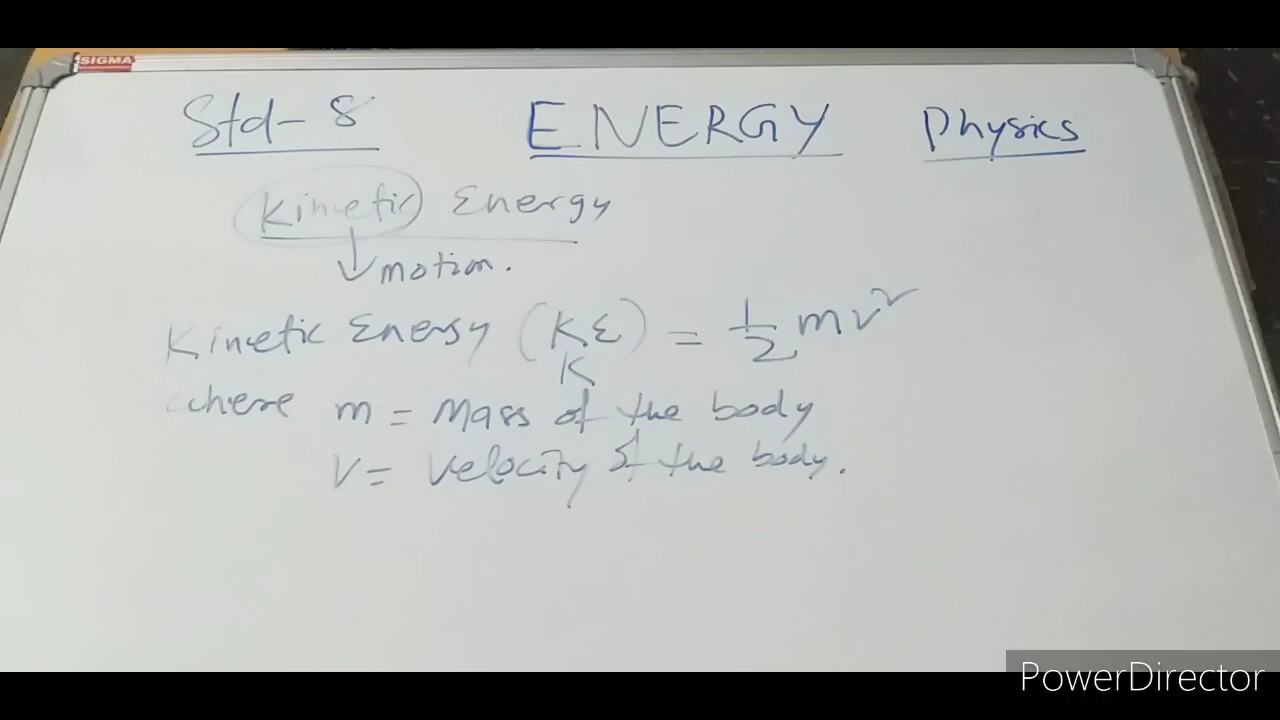 SIGMA
Std-8 ENERGY Physics
Kinetic Energy
↓ motion.
Kinetic Energy (KE) = 1/2 mv²
K
where m = Mass of the body
V = Velocity of the body.
PowerDirector